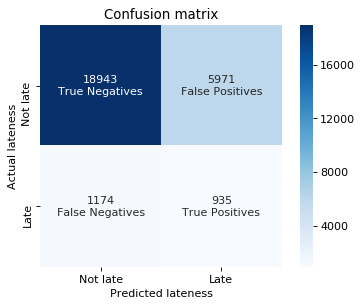 Confusion matrix
Actual lateness
Not late
Late
18943
True Negatives
5971
False Positives
1174
False Negatives
935
True Positives
Not late
Late
Predicted lateness
16000
12000
8000
4000